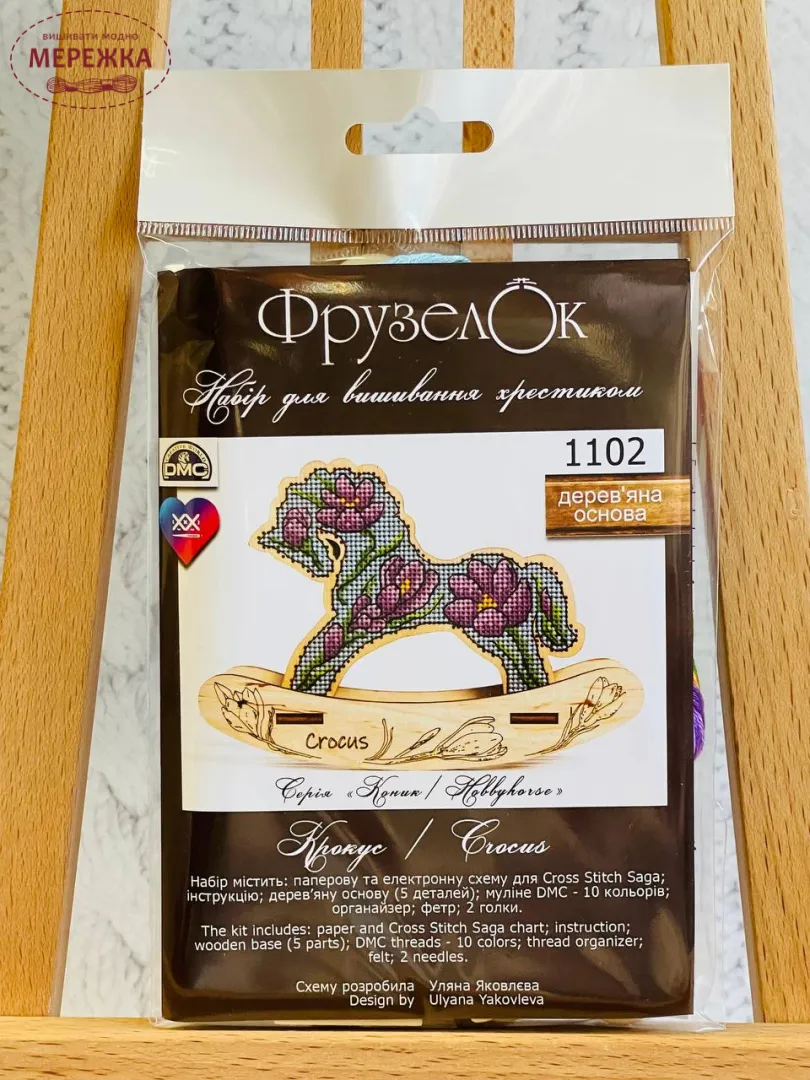 вишивати модно
МЕРЕЖКА
ФрузелОк
Набір для вишивання хрестиком
DMC
1102
дерев'яна
основа
Crocus
Серія «Коник / Hobbyhorse»
Крокус / Crocus
Набір містить: паперову та електронну схему для Cross Stitch Saga;
інструкцію; дерев'яну основу (5 деталей); муліне DMC - 10 кольорів;
органайзер; фетр; 2 голки.
The kit includes: paper and Cross Stitch Saga chart; instruction;
wooden base (5 parts); DMC threads - 10 colors; thread organizer;
felt; 2 needles.
Схему розробила Уляна Яковлєва
Design by Ulyana Yakovleva